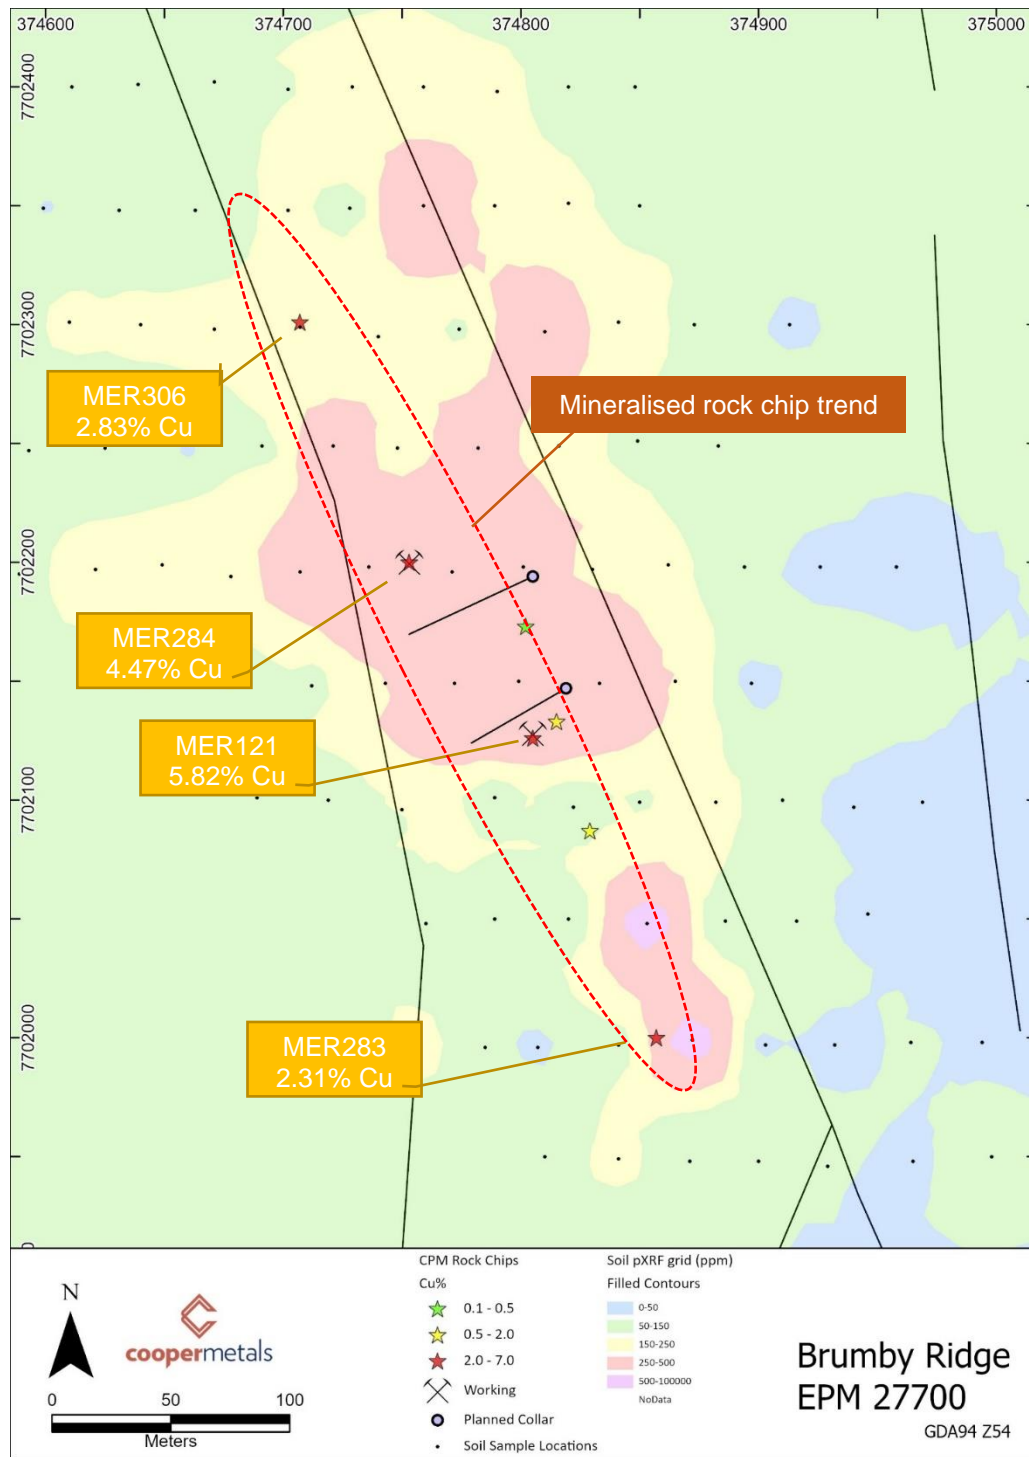 374600 374700 374800 374900 375000
7702400
7702300
7702200
7702100
7702000
MER306
2.83% Cu
Mineralised rock chip trend
MER284
4.47% Cu
MER121
5.82% Cu
MER283
2.31% Cu
N
coopermetals
0 50 100
Meters
CPM Rock Chips
Cu%
0.1 - 0.5
0.5 - 2.0
2.0 - 7.0
Working
Planned Collar
Soil Sample Locations
Soil pXRF grid (ppm)
Filled Contours
0-50
50-150
150-250
250-500
500-100000
NoData
Brumby Ridge
EPM 27700
GDA94 Z54